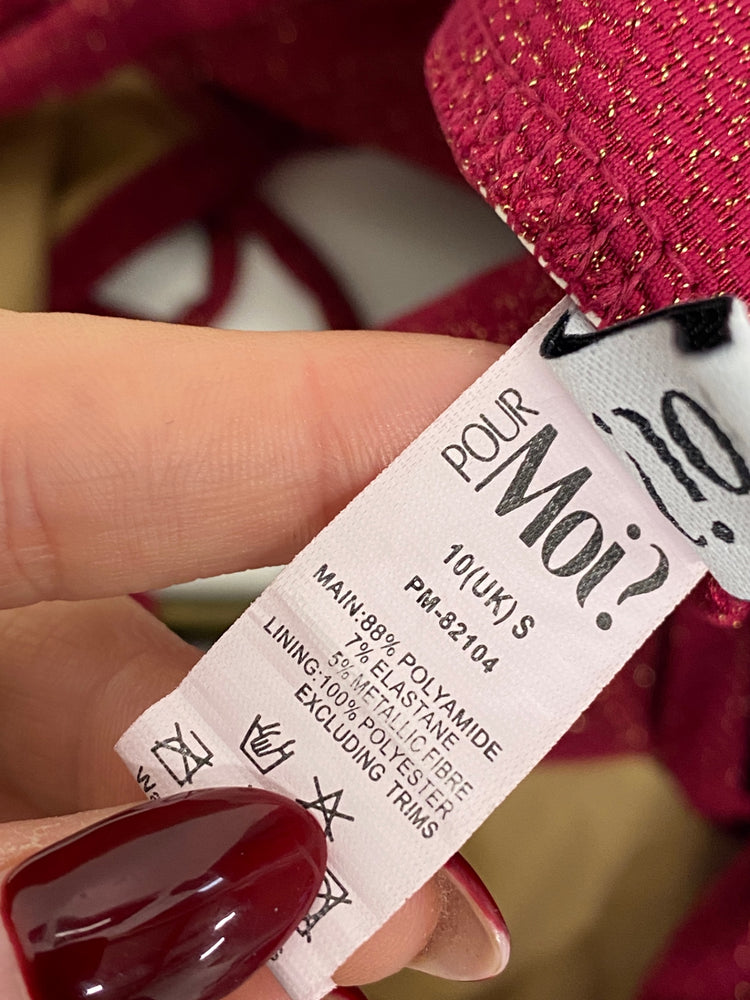 10
POUR
Moi?
10(UK) S
PM-82104
MAIN:88% POLYAMIDE
7% ELASTANE
5% METALLIC FIBRE
LINING:100% POLYESTER
EXCLUDING TRIMS